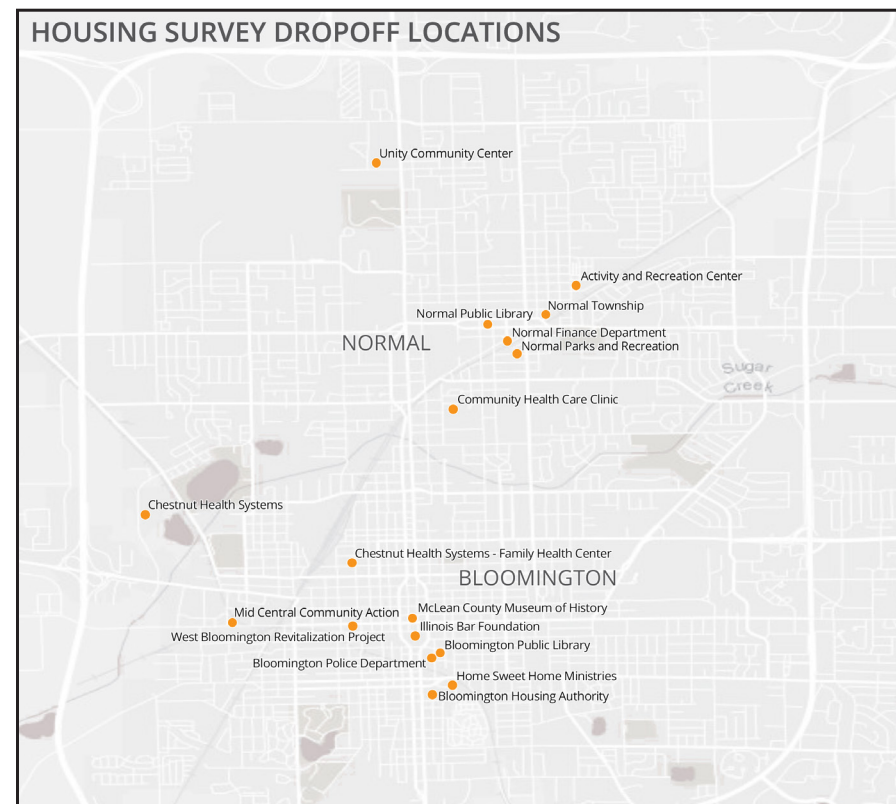 HOUSING SURVEY DROPOFF LOCATIONS
Unity Community Center
Activity and Recreation Center
Normal Township
Normal Public Library
Normal Finance Department
NORMAL
Normal Parks and Recreation
Sugar
Creek
Community Health Care Clinic
Chestnut Health Systems
Chestnut Health Systems - Family Health Center
BLOOMINGTON
McLean County Museum of History
Mid Central Community Action
Illinois Bar Foundation
West Bloomington Revitalization Project
Bloomington Public Library
Bloomington Police Department
Home Sweet Home Ministries
Bloomington Housing Authority